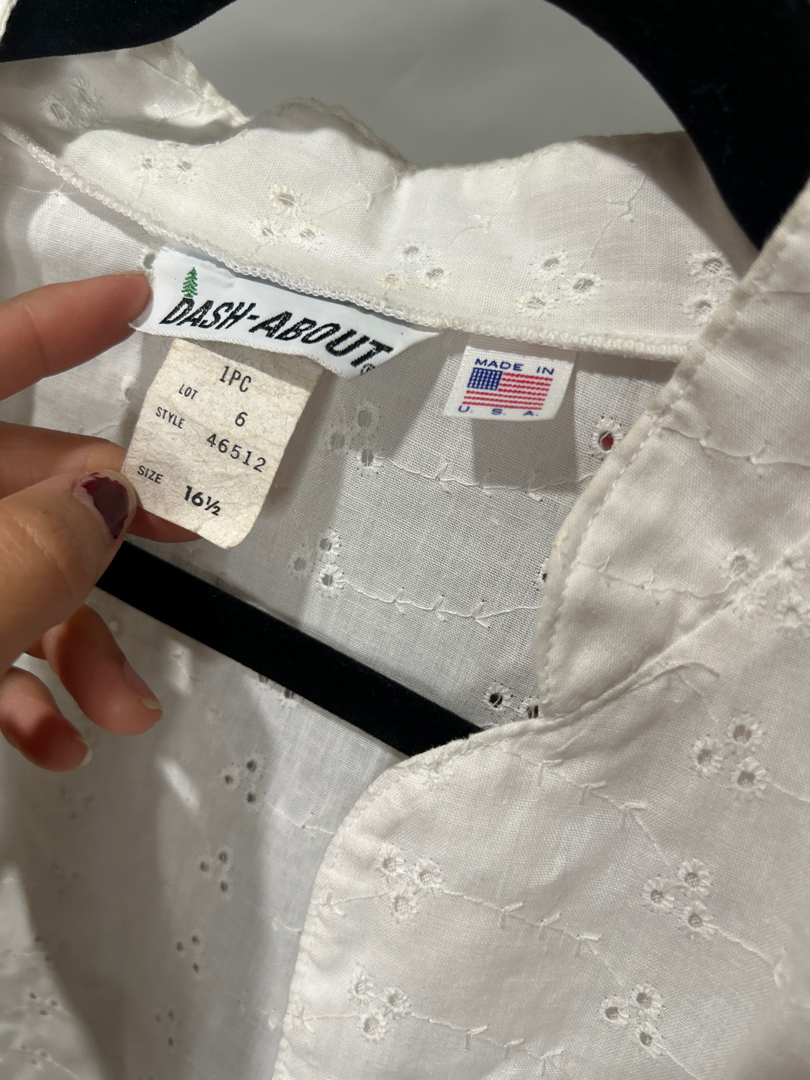 DASH-ABOUT®
1PC
LOT 6
STYLE 46512
SIZE 16½
MADE IN
U. S. A.